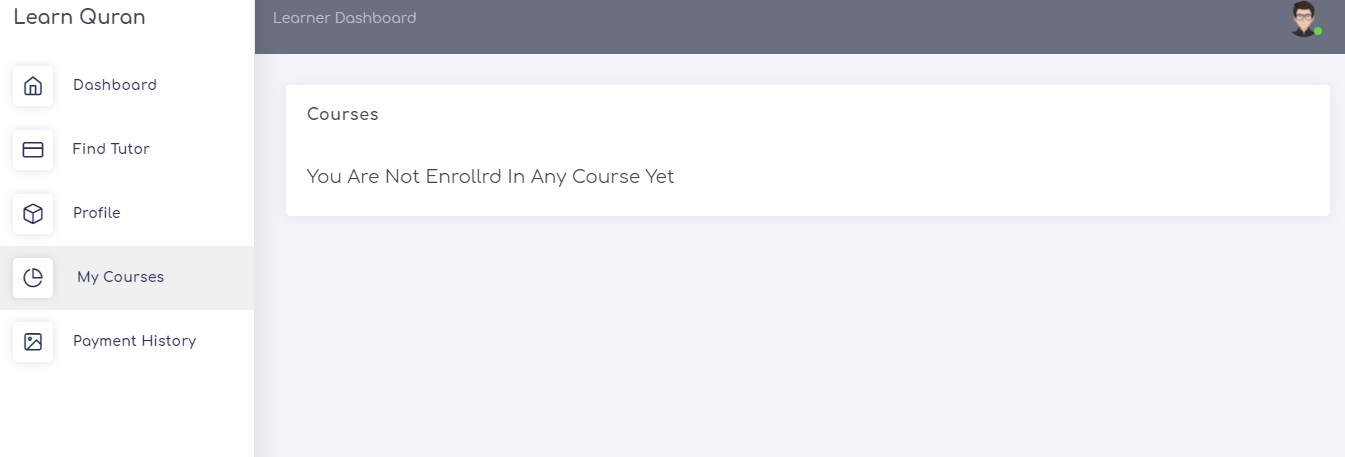 Learn Quran
Learner Dashboard
Dashboard
Find Tutor
Profile
My Courses
Payment History
Courses
You Are Not Enrollrd In Any Course Yet